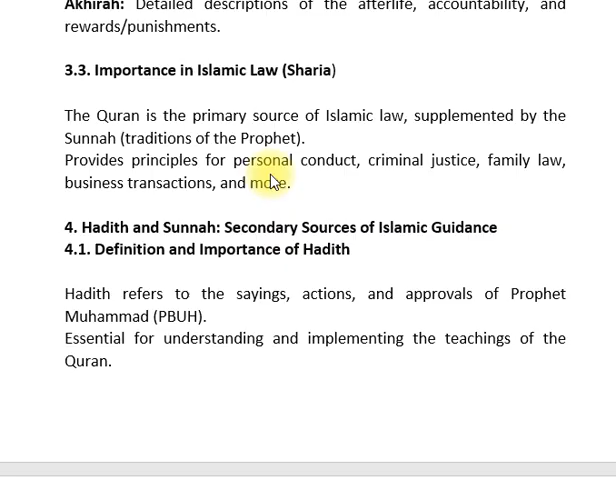 Akhirah: Detailed descriptions of the afterlife, accountability, and
rewards/punishments.
3.3. Importance in Islamic Law (Sharia)
The Quran is the primary source of Islamic law, supplemented by the
Sunnah (traditions of the Prophet).
Provides principles for personal conduct, criminal justice, family law,
business transactions, and more.
4. Hadith and Sunnah: Secondary Sources of Islamic Guidance
4.1. Definition and Importance of Hadith
Hadith refers to the sayings, actions, and approvals of Prophet
Muhammad (PBUH).
Essential for understanding and implementing the teachings of the
Quran.